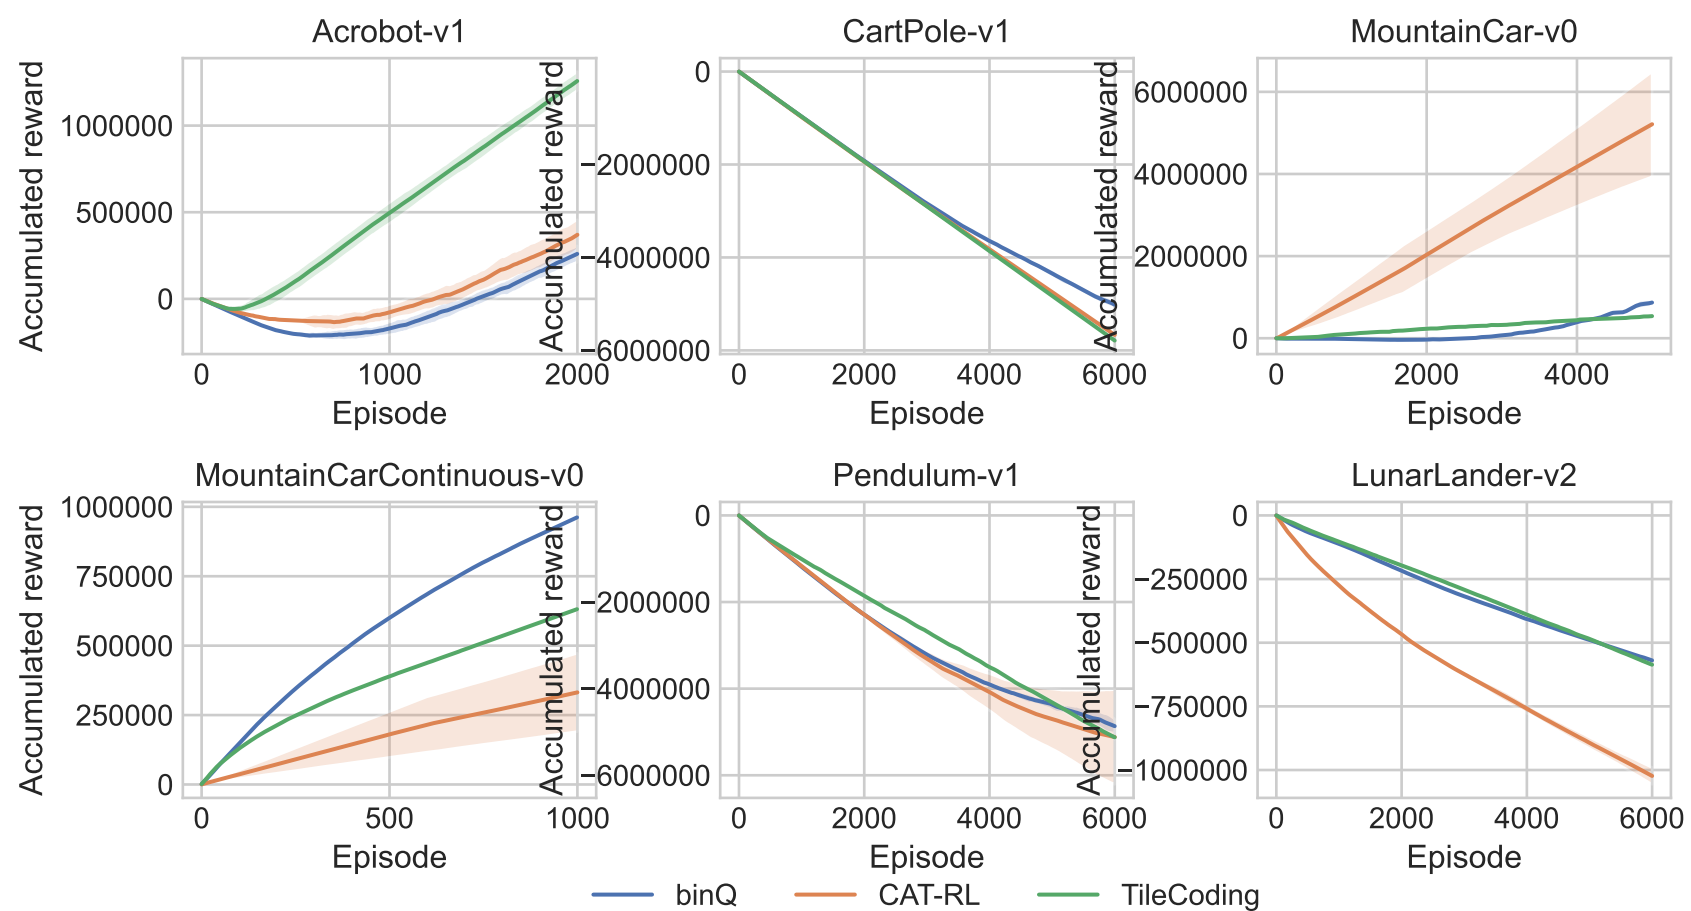 Acrobot-v1
CartPole-v1
MountainCar-v0
Accumulated reward
1000000
500000
0
0
1000
2000
Episode
Accumulated reward
0
−2000000
−4000000
−6000000
0
2000
4000
6000
Episode
Accumulated reward
6000000
4000000
2000000
0
0
2000
4000
Episode
MountainCarContinuous-v0
Pendulum-v1
LunarLander-v2
Accumulated reward
1000000
750000
500000
250000
0
0
500
1000
Episode
Accumulated reward
0
−2000000
−4000000
−6000000
0
2000
4000
6000
Episode
Accumulated reward
0
−250000
−500000
−750000
−1000000
0
2000
4000
6000
Episode
binQ
CAT-RL
TileCoding